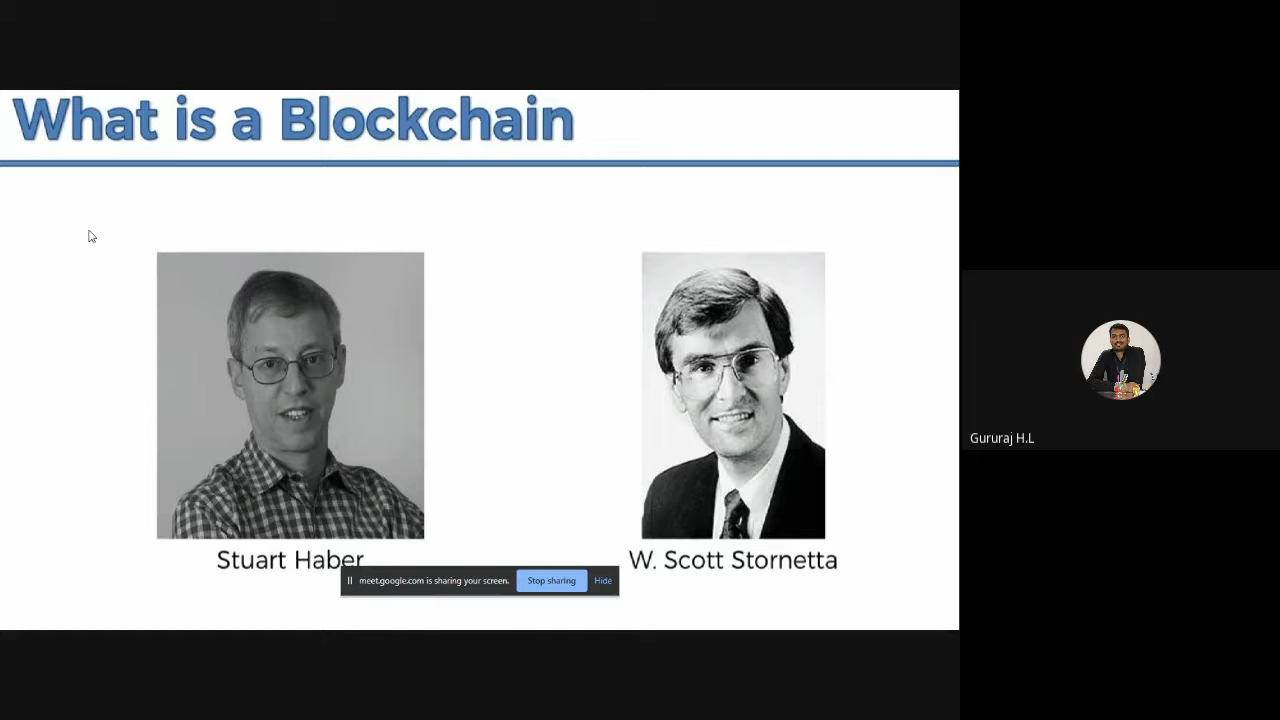 What is a Blockchain
Stuart Haber
W. Scott Stornetta
meet.google.com is sharing your screen.
Stop sharing
Hide
Gururaj H.L